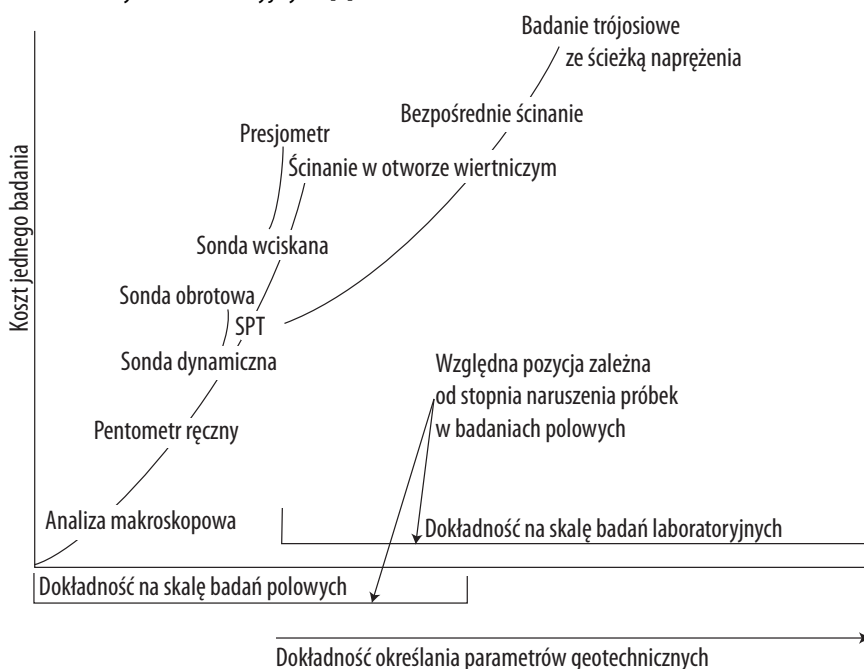 Badanie trójosiowe
ze ścieżką naprężenia
Bezpośrednie ścinanie
Presjometr
Ścinanie w otworze wiertniczym
Koszt jednego badania
Sonda wciskana
Sonda obrotowa
SPT
Sonda dynamiczna
Względna pozycja zależna
od stopnia naruszenia próbek
w badaniach polowych
Pentometr ręczny
Analiza makroskopowa
Dokładność na skalę badań laboratoryjnych
Dokładność na skalę badań polowych
Dokładność określania parametrów geotechnicznych